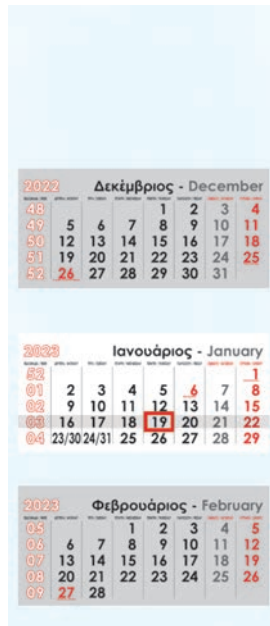 2022 Δεκέμβριος - December
48 1 2 3 4
49 5 6 7 8 9 10 11
50 12 13 14 15 16 17 18
51 19 20 21 22 23 24 25
52 26 27 28 29 30 31
2023 Ιανουάριος - January
52 1
01 2 3 4 5 6 7 8
02 9 10 11 12 13 14 15
03 16 17 18 19 20 21 22
04 23/30 24/31 25 26 27 28 29
2023 Φεβρουάριος - February
05 1 2 3 4 5
06 6 7 8 9 10 11 12
07 13 14 15 16 17 18 19
08 20 21 22 23 24 25 26
09 27 28